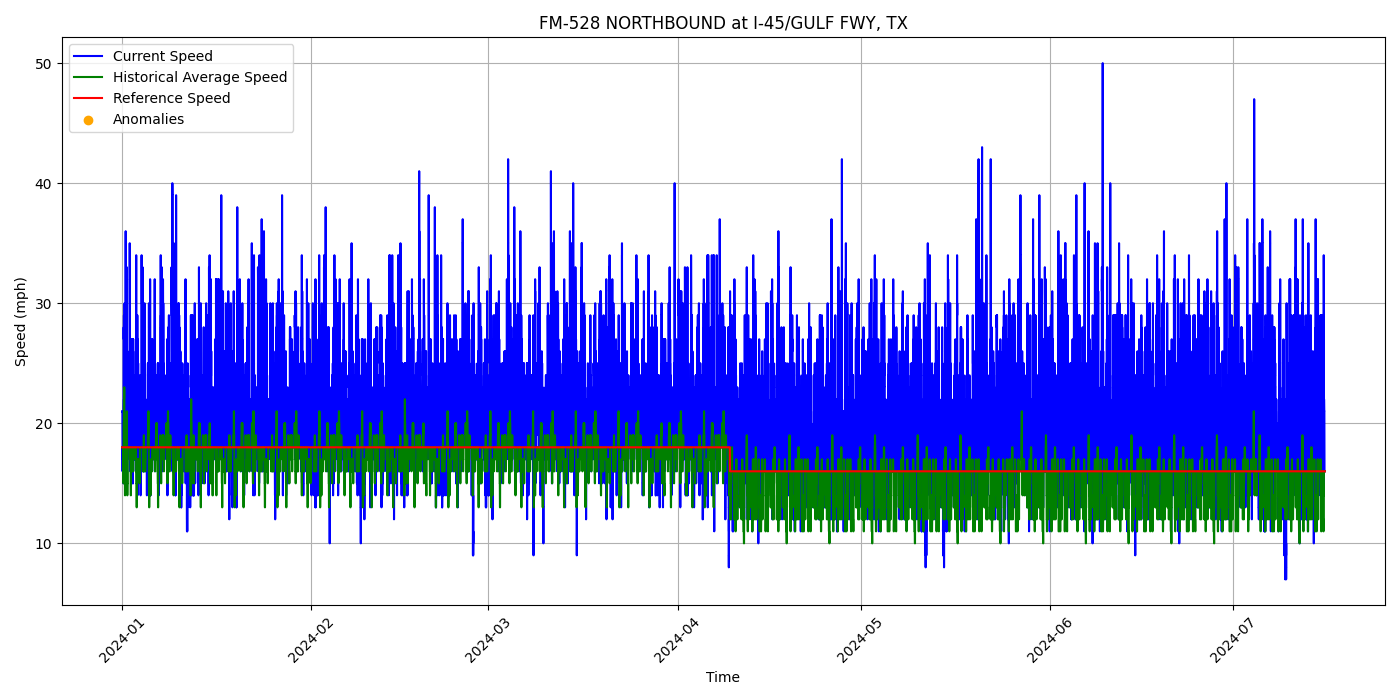 FM-528 NORTHBOUND at I-45/GULF FWY, TX
Current Speed
Historical Average Speed
Reference Speed
Anomalies
Speed (mph)
50
40
30
20
10
2024-01
2024-02
2024-03
2024-04
2024-05
2024-06
2024-07
Time